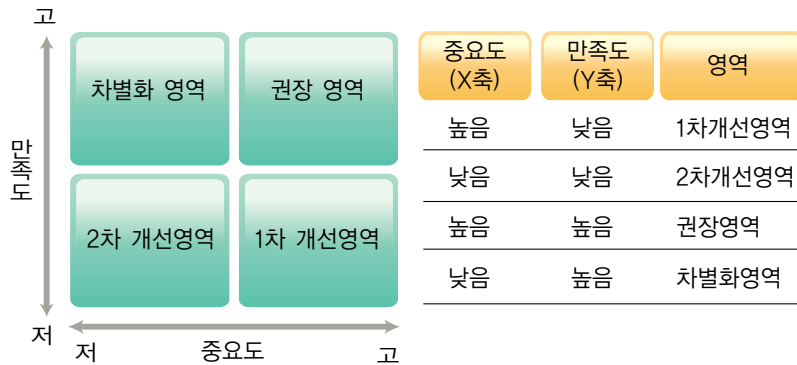 고
차별화 영역
권장 영역
만족도
2차 개선영역
1차 개선영역
저
저
중요도
고
중요도
(X축)
만족도
(Y축)
영역
높음
낮음
1차개선영역
낮음
낮음
2차개선영역
높음
높음
권장영역
낮음
높음
차별화영역